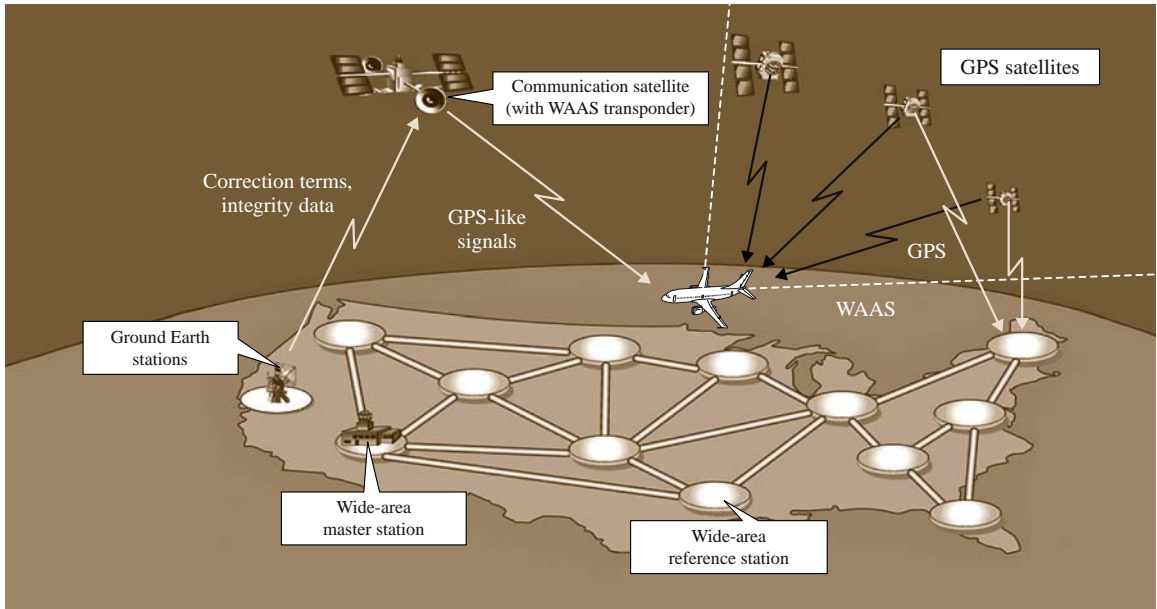 Communication satellite
(with WAAS transponder)
GPS satellites
Correction terms,
integrity data
GPS-like
signals
GPS
WAAS
Ground Earth
stations
Wide-area
master station
Wide-area
reference station